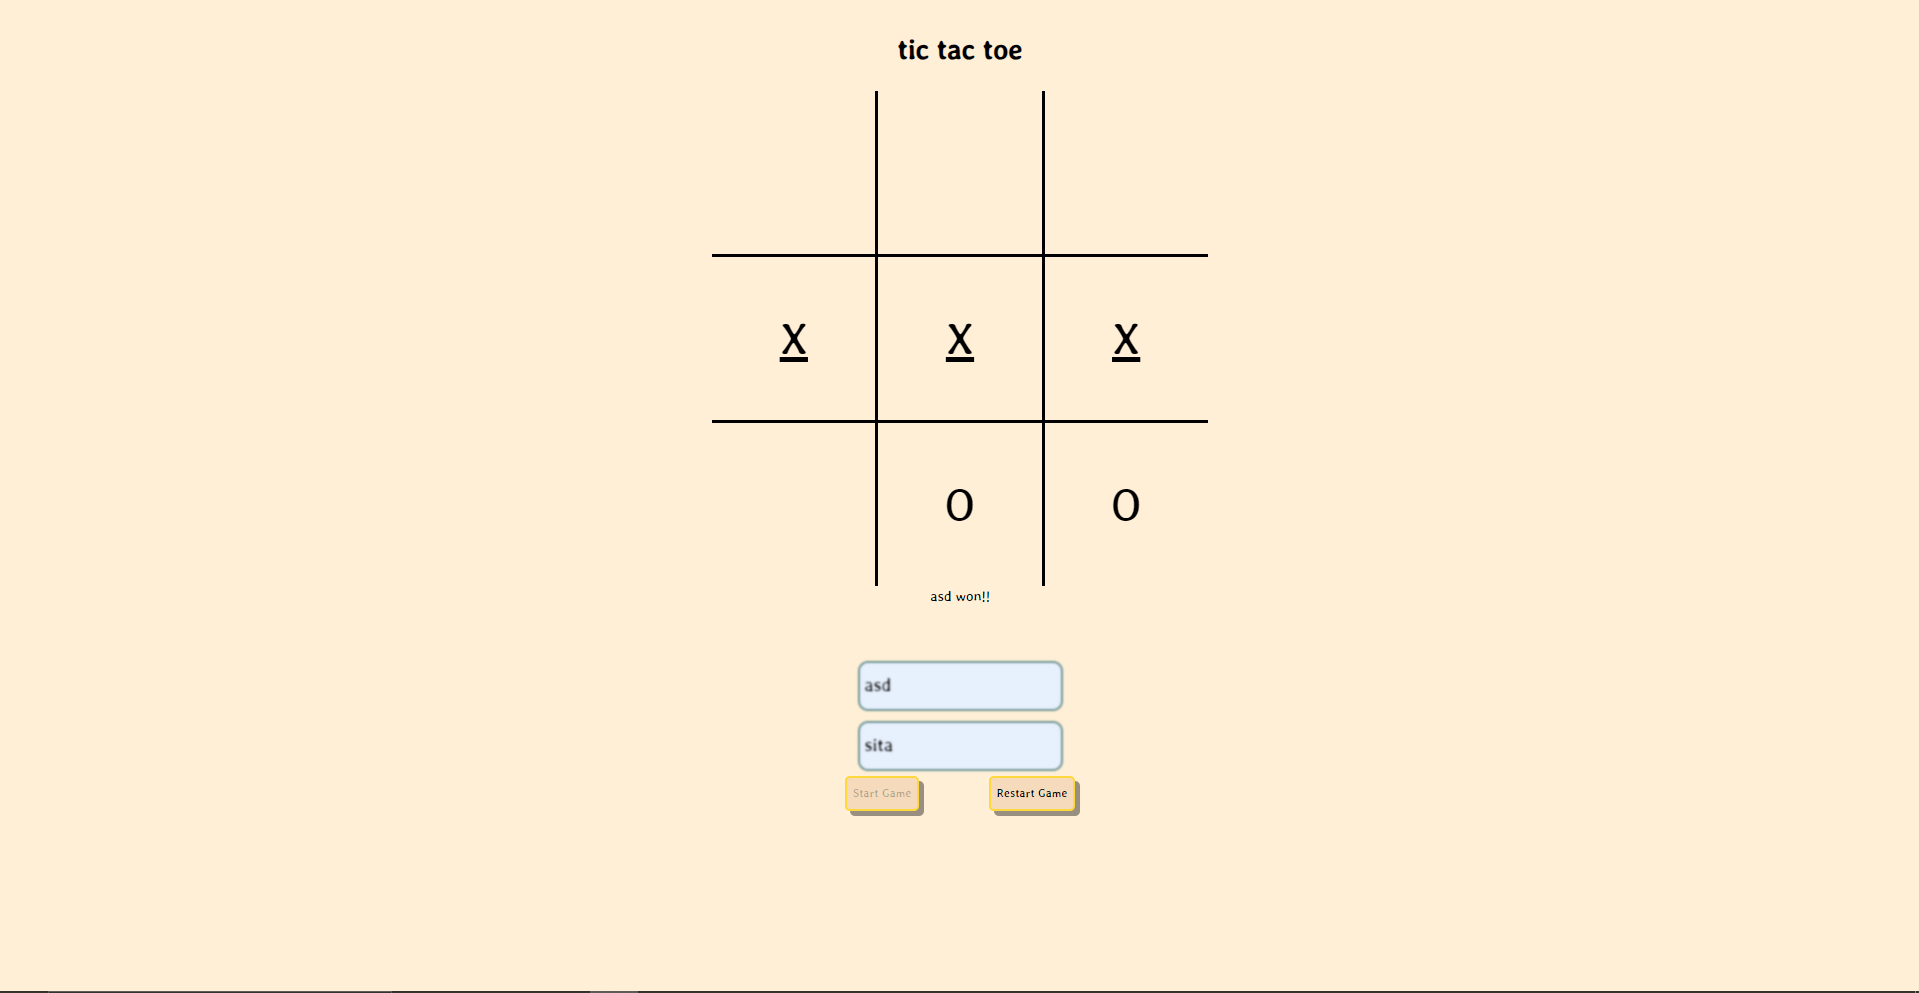 tic tac toe
X X X
O O
asd won!!
asd
sita
Start Game Restart Game